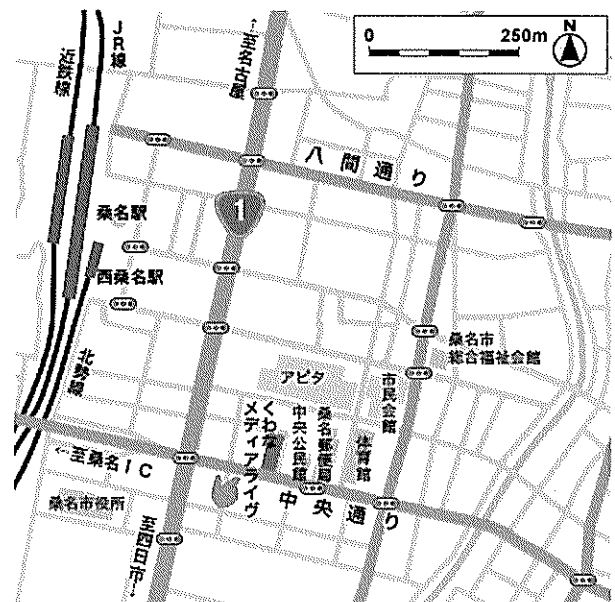 0 250m
N
JR線
近鉄線
←至名古屋
八間通り
1
桑名駅
西桑名駅
北勢線
桑名市
総合福祉会館
アピタ
市民会館
くわな
メディアライヴ
中央公民館
桑名郵便局
体育館
←至桑名IC
中央通り
桑名市役所
至四日市→